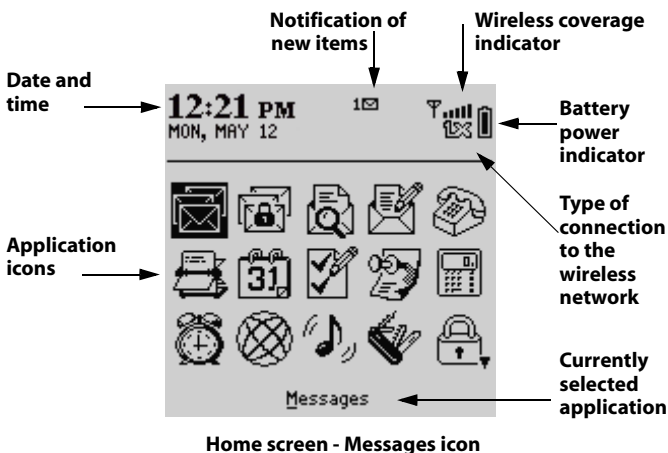 Notification of
new items
Wireless coverage
indicator
Date and
time
12:21 PM
MON, MAY 12
1
1X
Battery
power
indicator
Type of
connection
to the
wireless
network
Application
icons
31
0.
Messages
Currently
selected
application
Home screen - Messages icon